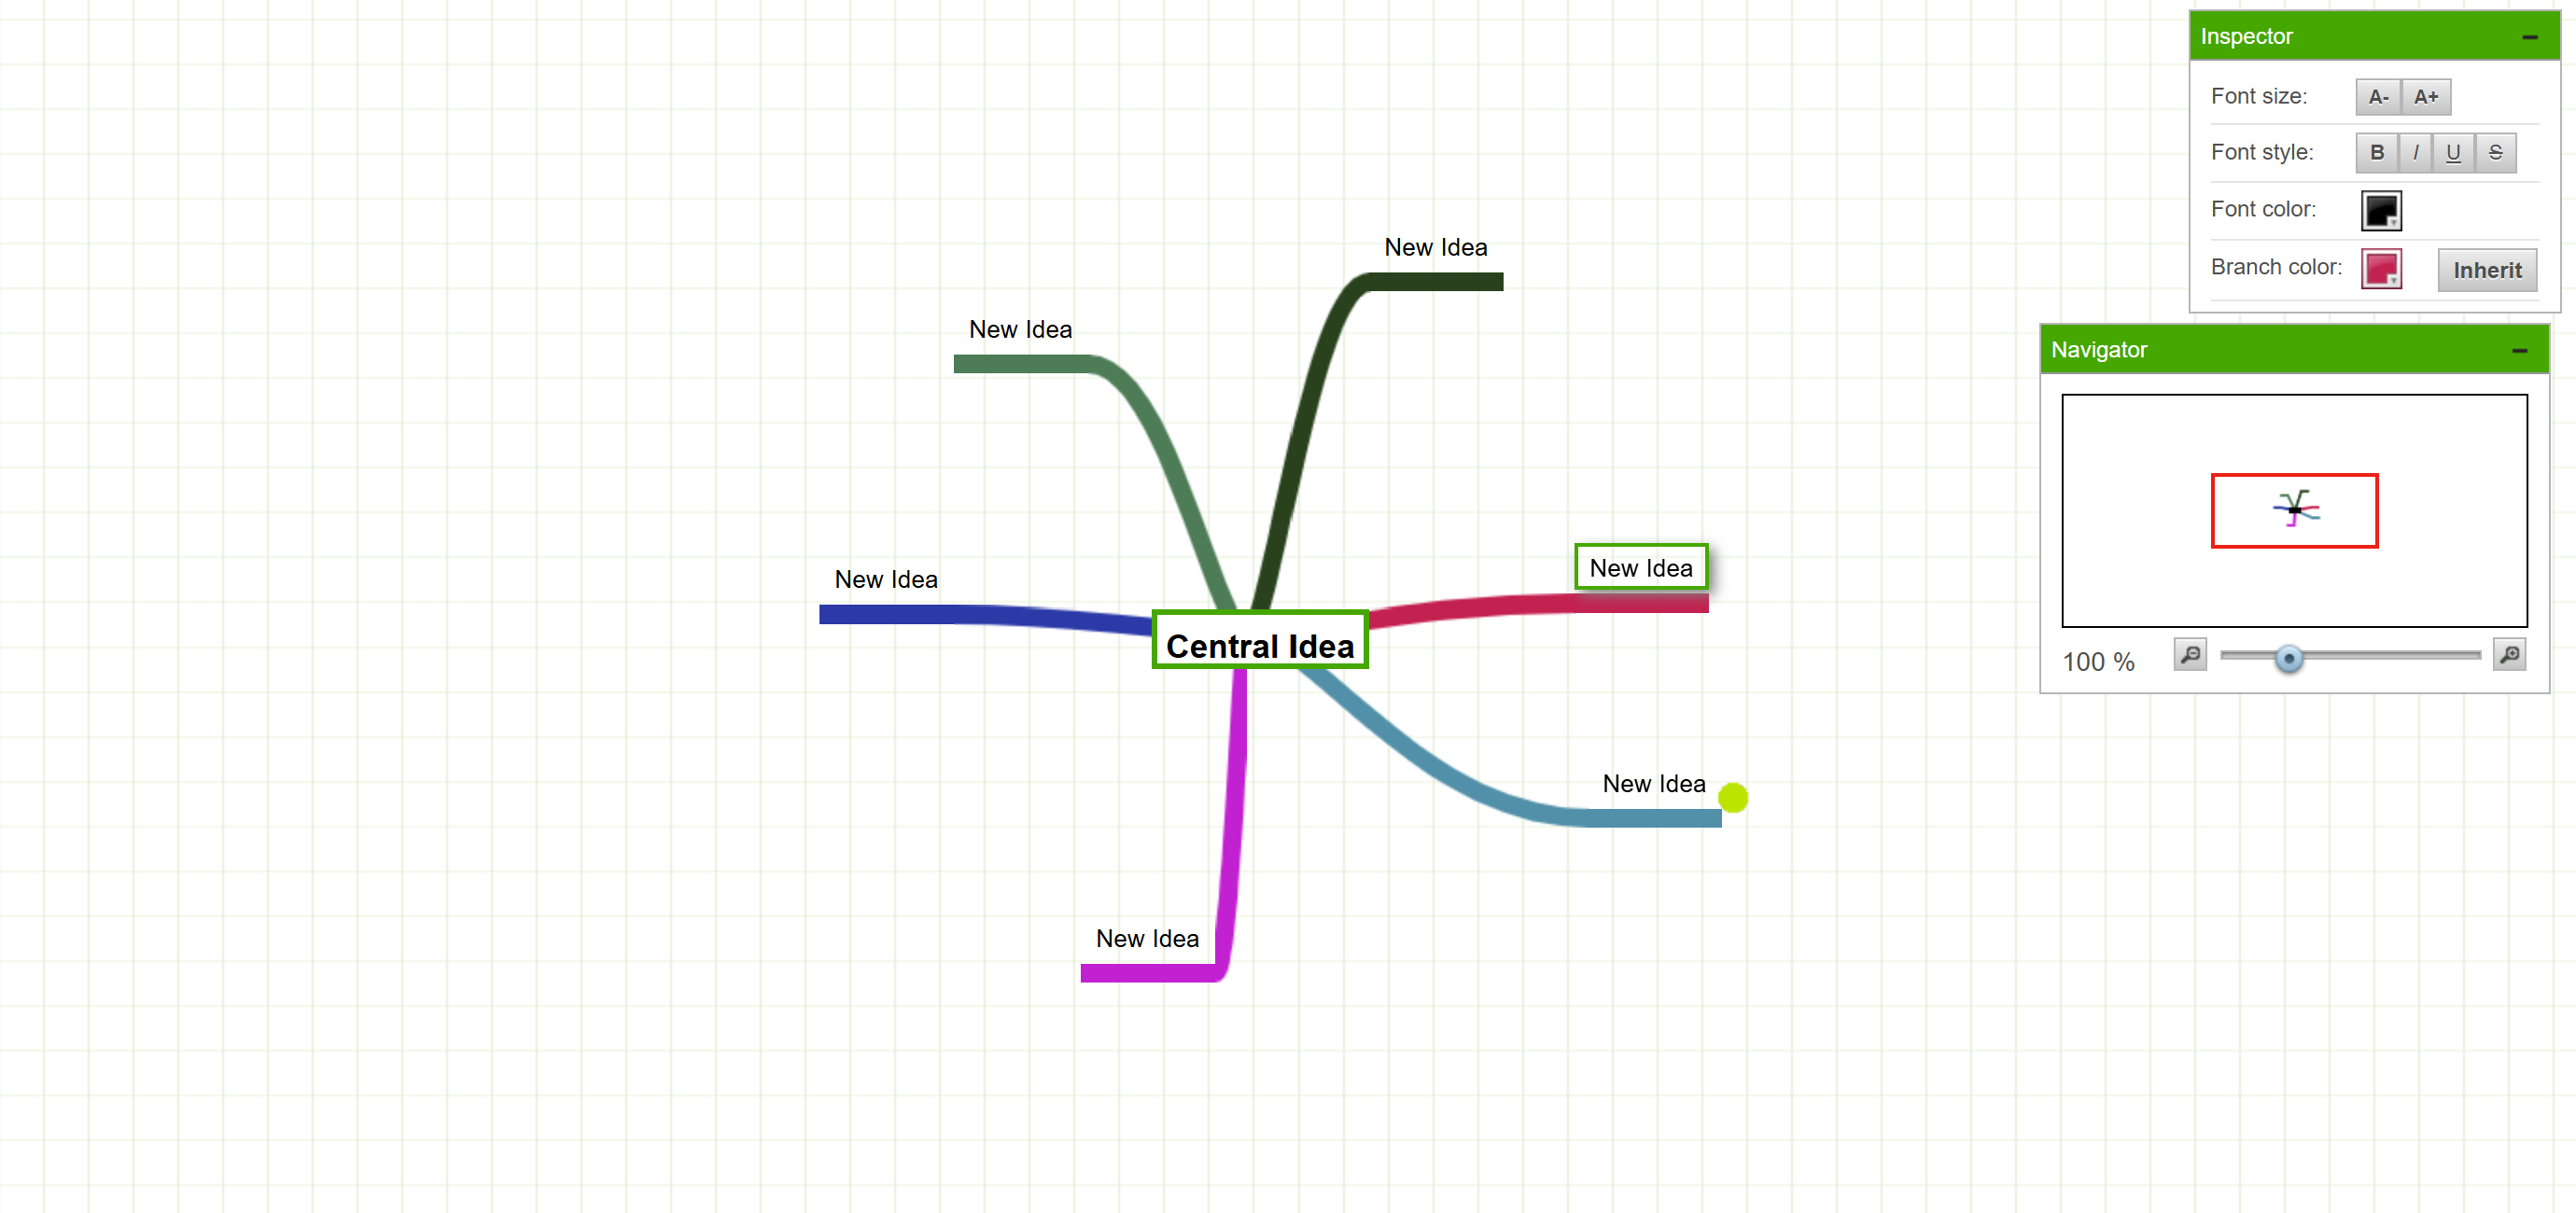 Inspector
Font size: A- A+
Font style: B I U S
Font color:
Branch color: Inherit
Navigator
100 %
New Idea
New Idea
New Idea
New Idea
Central Idea
New Idea
New Idea